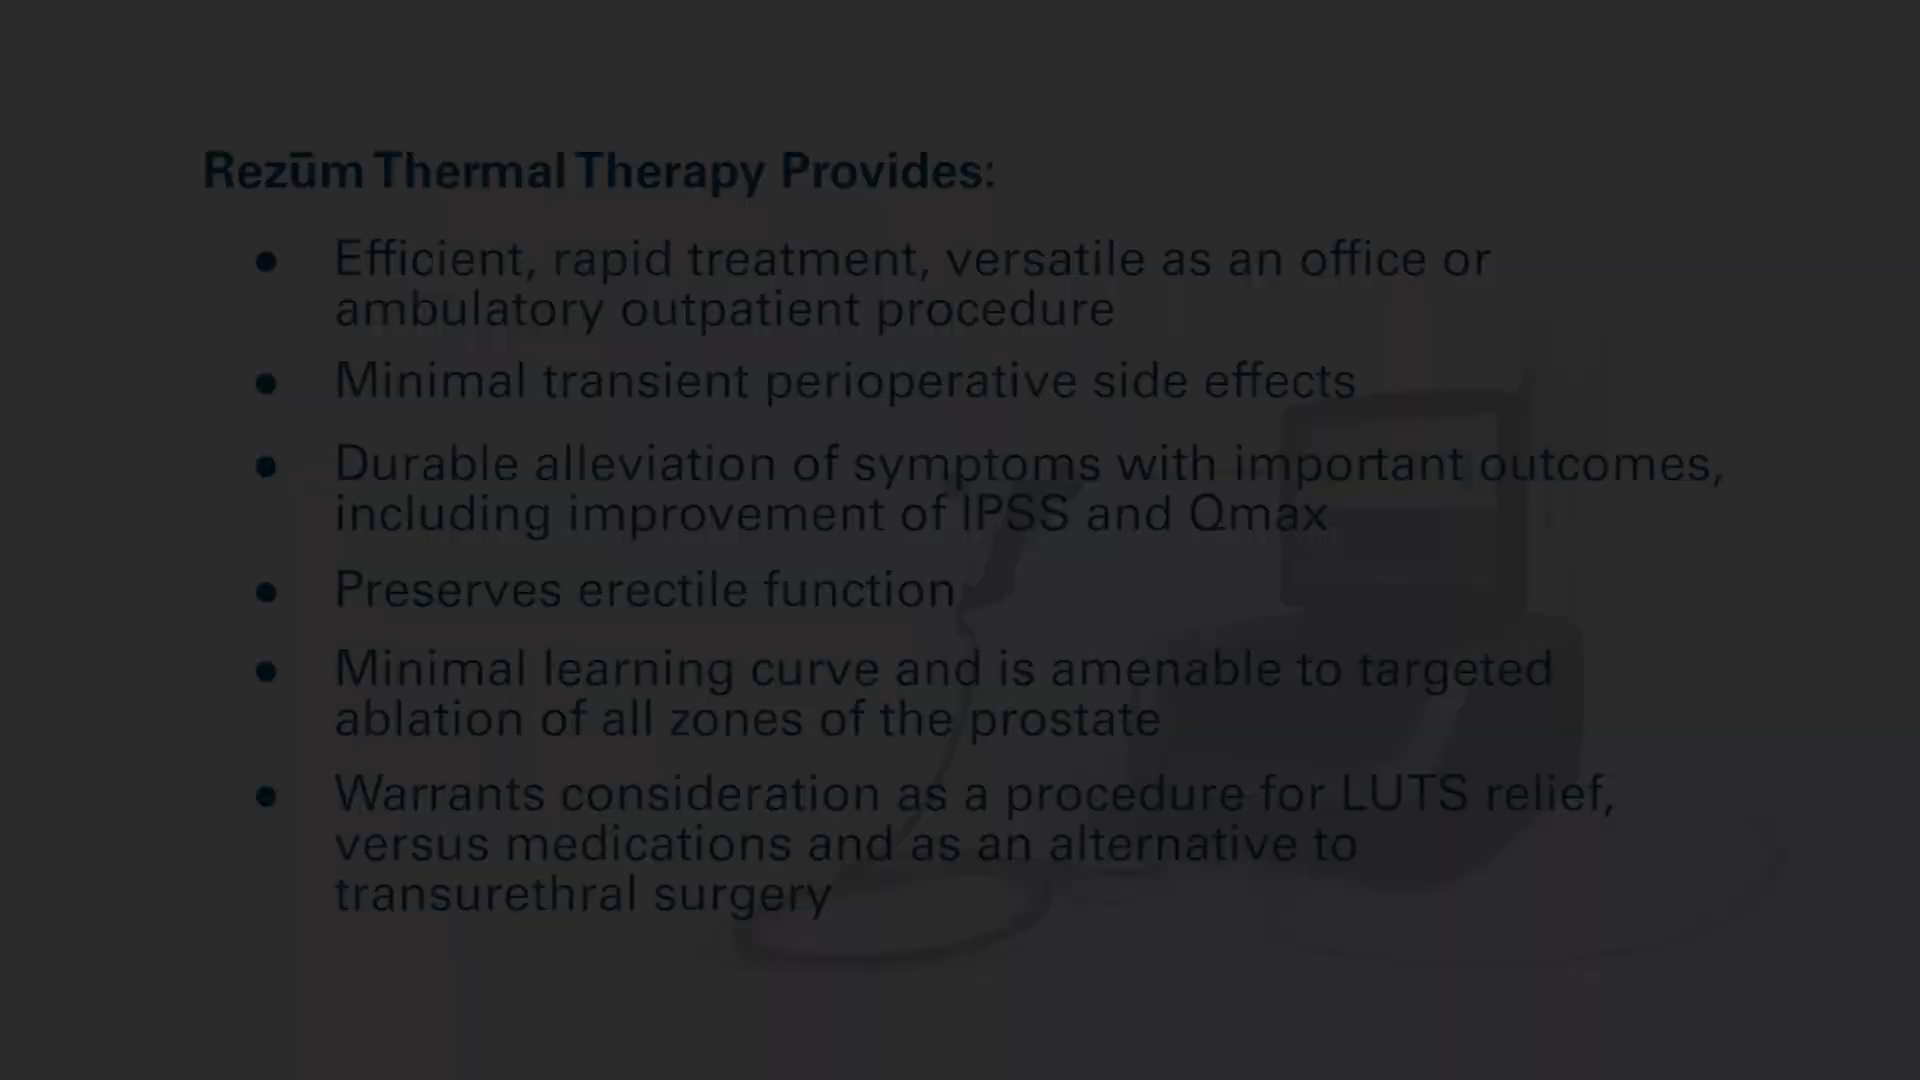 Rezūm Thermal Therapy Provides:
● Efficient, rapid treatment, versatile as an office or
ambulatory outpatient procedure
● Minimal transient perioperative side effects
● Durable alleviation of symptoms with important outcomes,
including improvement of IPSS and Qmax
● Preserves erectile function
● Minimal learning curve and is amenable to targeted
ablation of all zones of the prostate
● Warrants consideration as a procedure for LUTS relief,
versus medications and as an alternative to
transurethral surgery